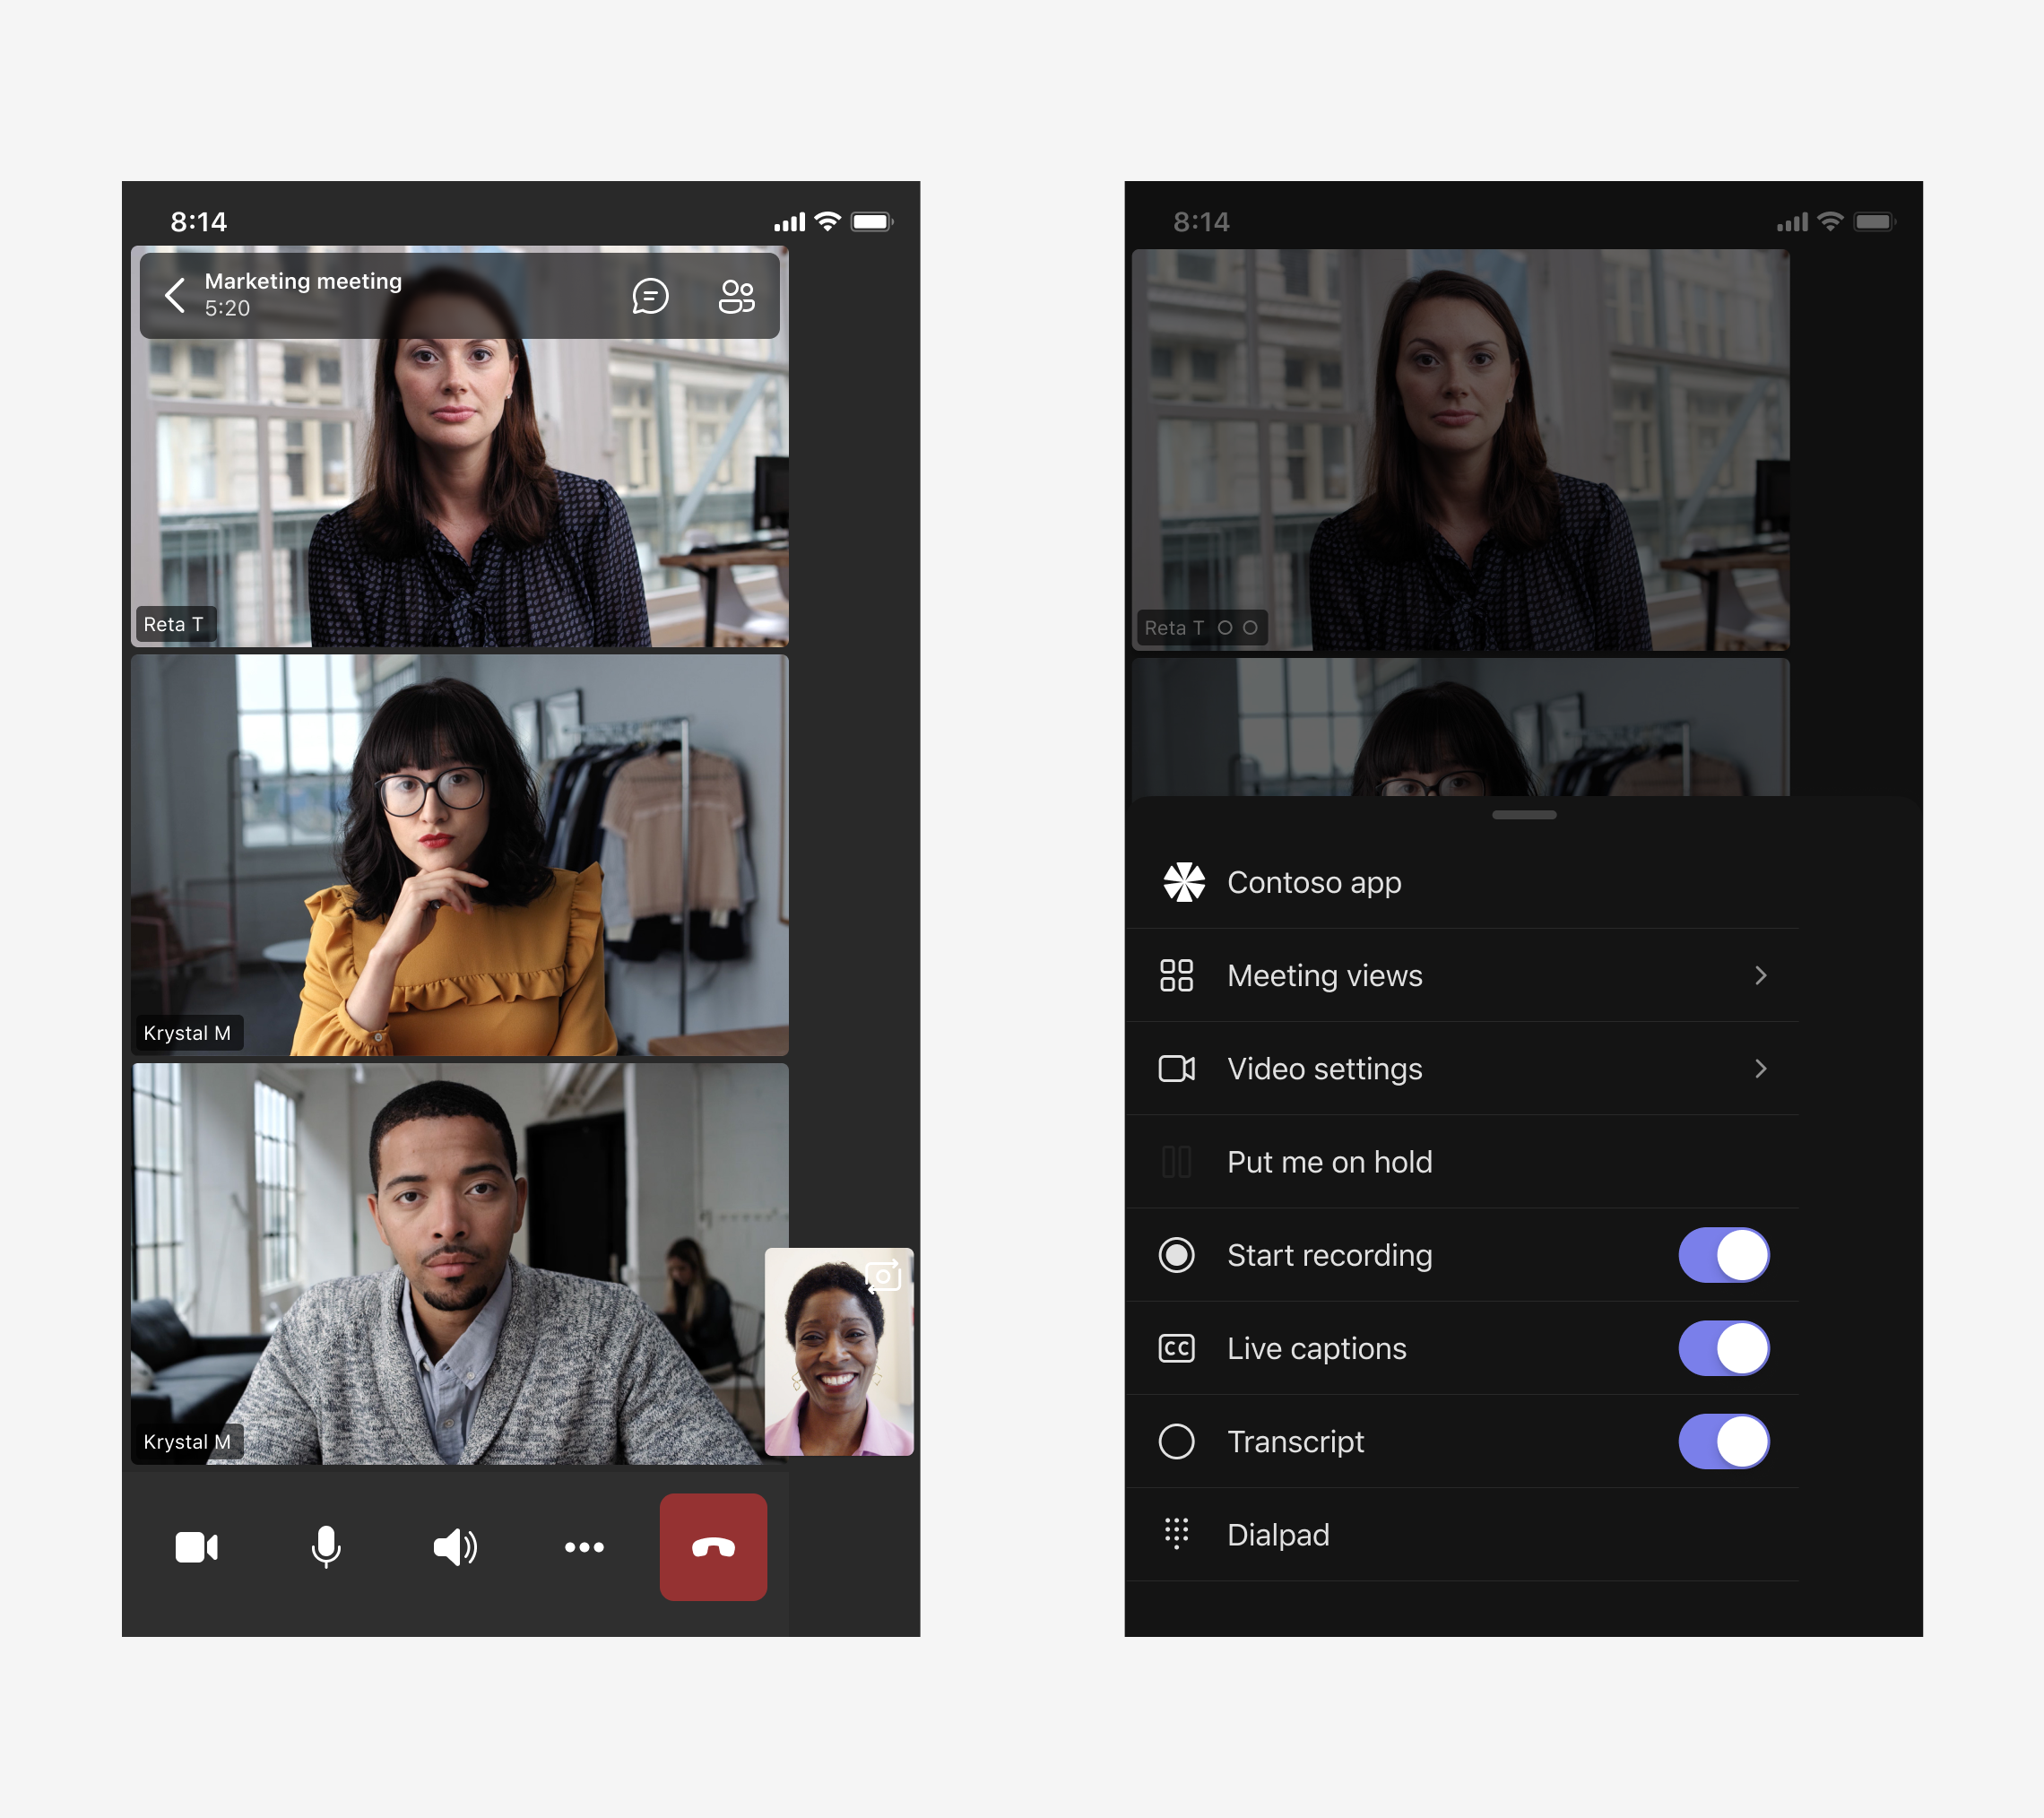 8:14
Marketing meeting
5:20
Reta T
Krystal M
Krystal M
8:14
Reta T
Contoso app
Meeting views
Video settings
Put me on hold
Start recording
CC Live captions
Transcript
Dialpad